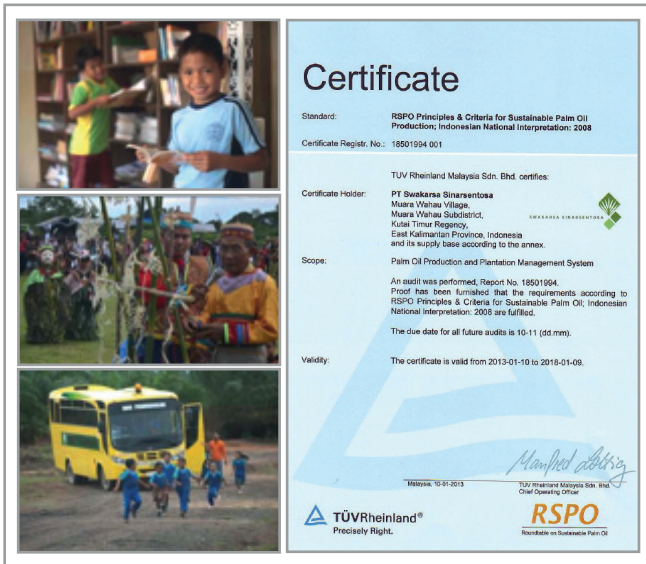 Certificate
Standard: RSPO Principles & Criteria for Sustainable Palm Oil
Production; Indonesian National Interpretation: 2008
Certificate Registr. No.: 18501994 001
TÜV Rheinland Malaysia Sdn. Bhd. certifies:
Certificate Holder: PT Swakarsa Sinarsentosa
Muara Wahau Village,
Muara Wahau Subdistrict,
Kutai Timur Regency,
East Kalimantan Province, Indonesia
and its supply base according to the annex.
SWAKARSA SINARSENTOSA
Scope: Palm Oil Production and Plantation Management System
An audit was performed, Report No. 18501994.
Proof has been furnished that the requirements according to
RSPO Principles & Criteria for Sustainable Palm Oil; Indonesian
National Interpretation: 2008 are fulfilled.
The due date for all future audits is 10-11 (dd.mm).
Validity: The certificate is valid from 2013-01-10 to 2018-01-09.
Malaysia, 10-01-2013
TÜV Rheinland Malaysia Sdn. Bhd.
Chief Operating Officer
TÜVRheinland®
Precisely Right.
RSPO
Roundtable on Sustainable Palm Oil